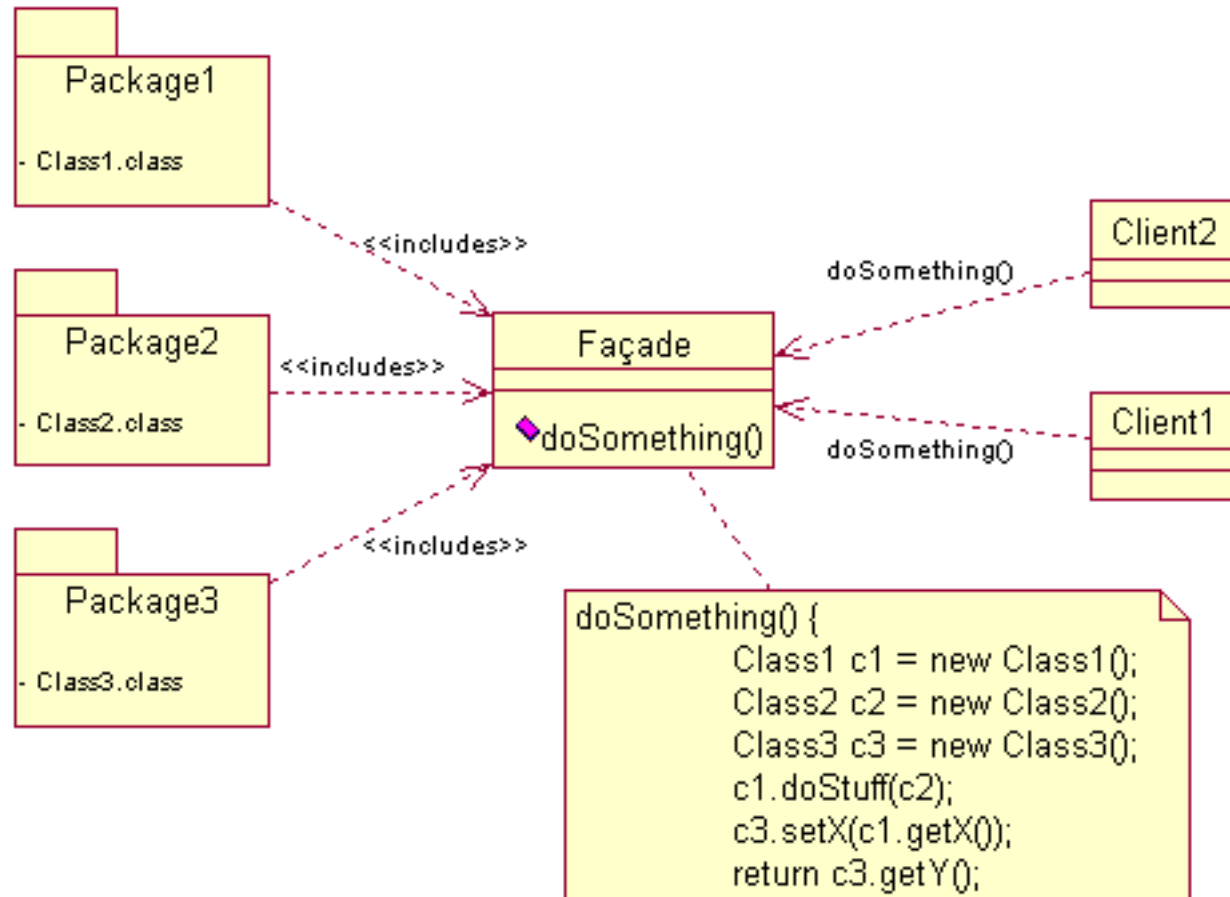 Package1
- Class1.class
<<includes>>
Package2
- Class2.class
<<includes>>
Package3
- Class3.class
<<includes>>
Façade
doSomething()
Client2
doSomething()
Client1
doSomething()
doSomething() {
Class1 c1 = new Class1();
Class2 c2 = new Class2();
Class3 c3 = new Class3();
c1.doStuff(c2);
c3.setX(c1.getX());
return c3.getY();